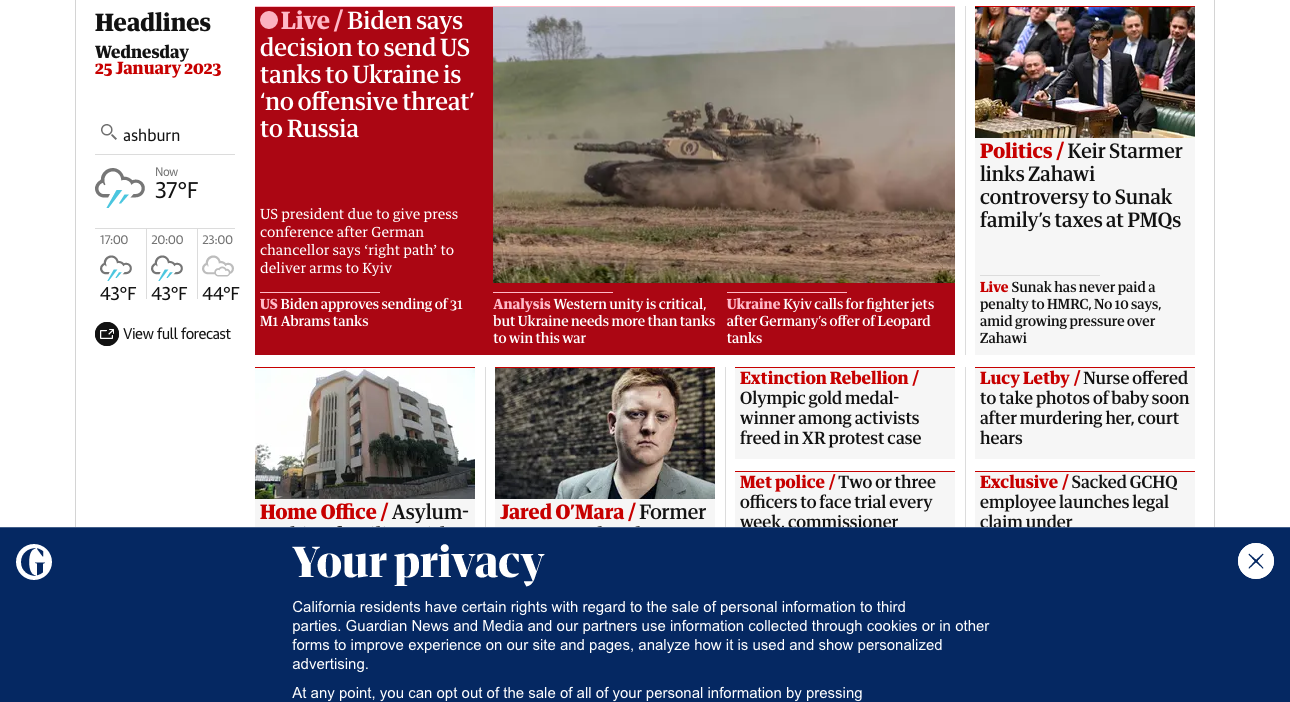 Headlines
Wednesday
25 January 2023
ashburn
Now
37°F
17:00
20:00
23:00
43°F
43°F
44°F
View full forecast
Live / Biden says
decision to send US
tanks to Ukraine is
‘no offensive threat’
to Russia
US president due to give press
conference after German
chancellor says ‘right path’ to
deliver arms to Kyiv
US Biden approves sending of 31
M1 Abrams tanks
Analysis Western unity is critical,
but Ukraine needs more than tanks
to win this war
Ukraine Kyiv calls for fighter jets
after Germany’s offer of Leopard
tanks
Politics / Keir Starmer
links Zahawi
controversy to Sunak
family’s taxes at PMQs
Live Sunak has never paid a
penalty to HMRC, No 10 says,
amid growing pressure over
Zahawi
Home Office / Asylum-
Jared O’Mara / Former
Extinction Rebellion /
Olympic gold medal-
winner among activists
freed in XR protest case
Met police / Two or three
officers to face trial every
week, commissioner
Lucy Letby / Nurse offered
to take photos of baby soon
after murdering her, court
hears
Exclusive / Sacked GCHQ
employee launches legal
claim under
G
Your privacy
California residents have certain rights with regard to the sale of personal information to third
parties. Guardian News and Media and our partners use information collected through cookies or in other
forms to improve experience on our site and pages, analyze how it is used and show personalized
advertising.
At any point, you can opt out of the sale of all of your personal information by pressing